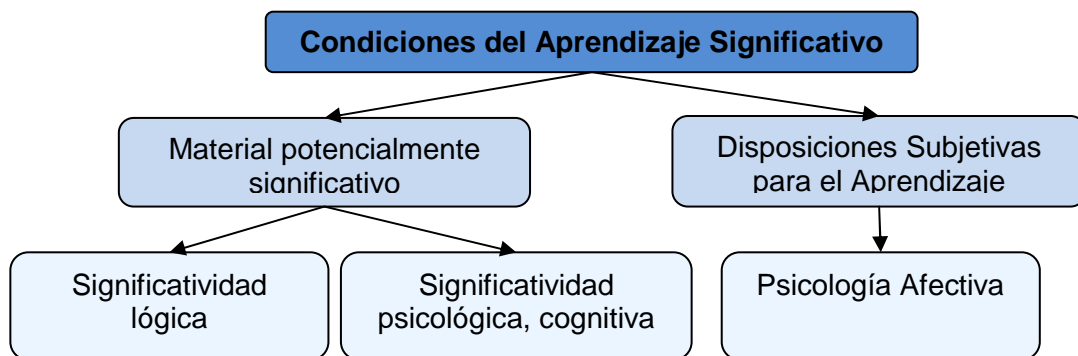 Condiciones del Aprendizaje Significativo
Material potencialmente
significativo
Disposiciones Subjetivas
para el Aprendizaje
Significatividad
lógica
Significatividad
psicológica, cognitiva
Psicología Afectiva